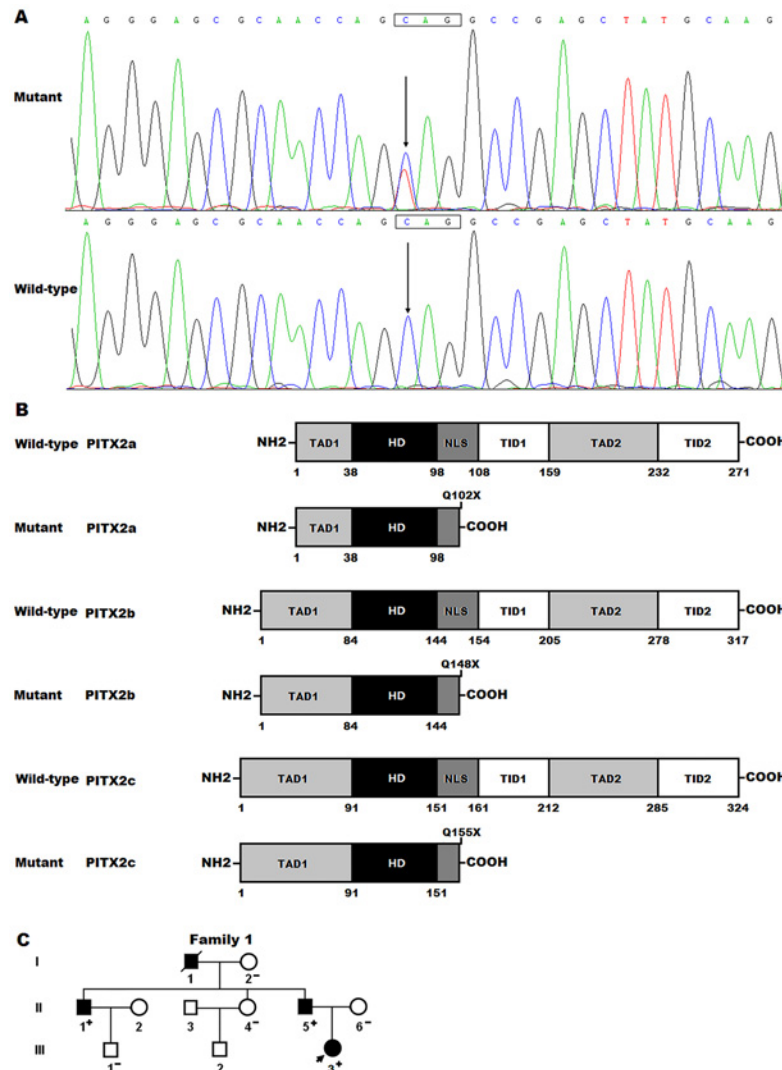 A
A G G G A G C G C A A C C A G C A G G C C G A G C T A T G C A A G
Mutant
A G G G A G C G C A A C C A G C A G G C C G A G C T A T G C A A G
Wild-type
B
Wild-type PITX2a NH2 TAD1 HD NLS TID1 TAD2 TID2 COOH
1 38 98 108 159 232 271
Q102X
Mutant PITX2a NH2 TAD1 HD COOH
1 38 98
Wild-type PITX2b NH2 TAD1 HD NLS TID1 TAD2 TID2 COOH
1 84 144 154 205 278 317
Q148X
Mutant PITX2b NH2 TAD1 HD COOH
1 84 144
Wild-type PITX2c NH2 TAD1 HD NLS TID1 TAD2 TID2 COOH
1 91 151 161 212 285 324
Q155X
Mutant PITX2c NH2 TAD1 HD COOH
1 91 151
C
Family 1
I
1 2−
II
1+ 2 3 4− 5+ 6−
III
1− 2 3+